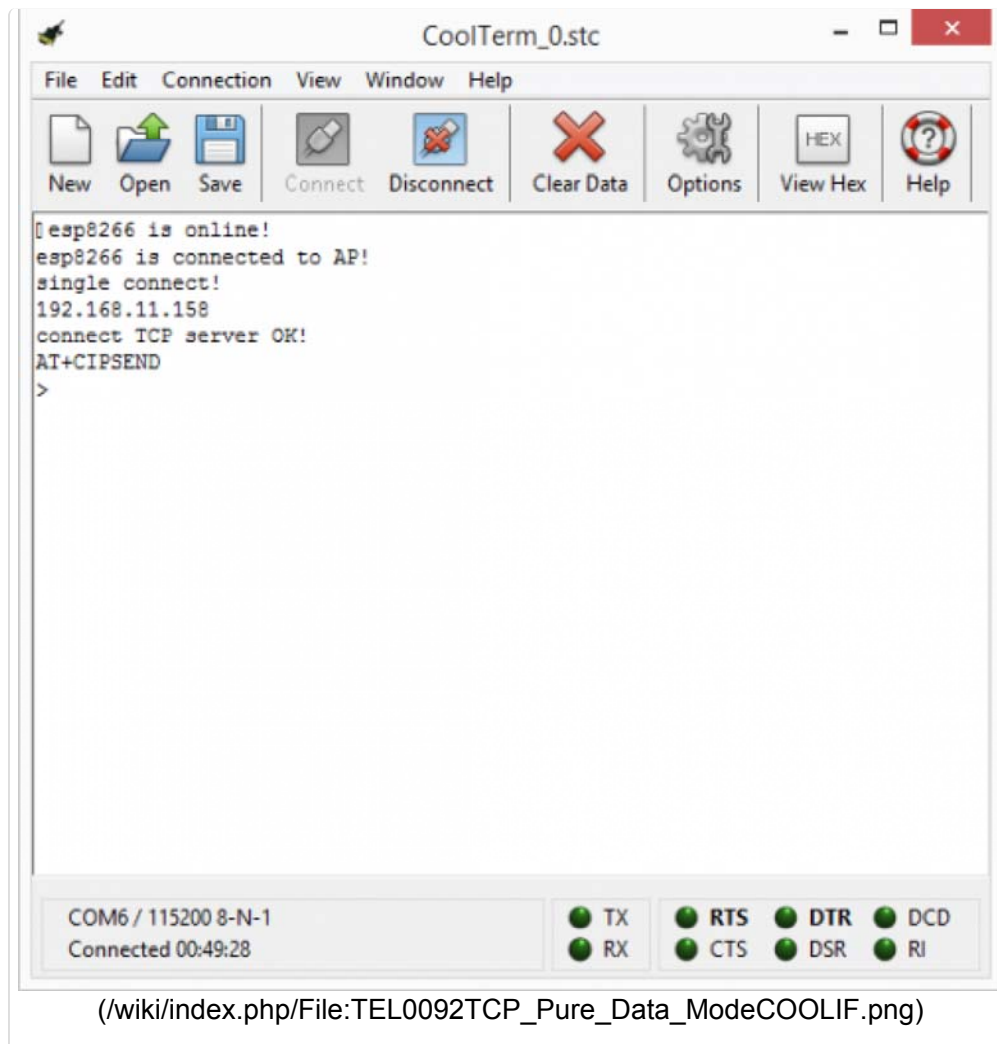 CoolTerm_0.stc
File Edit Connection View Window Help
HEX
New Open Save Connect Disconnect Clear Data Options View Hex Help
esp8266 is online!
esp8266 is connected to AP!
single connect!
192.168.11.158
connect TCP server OK!
AT+CIPSEND
>
COM6 / 115200 8-N-1
Connected 00:49:28
TX RTS DTR DCD
RX CTS DSR RI
(/wiki/index.php/File:TEL0092TCP_Pure_Data_ModeCOOLIF.png)